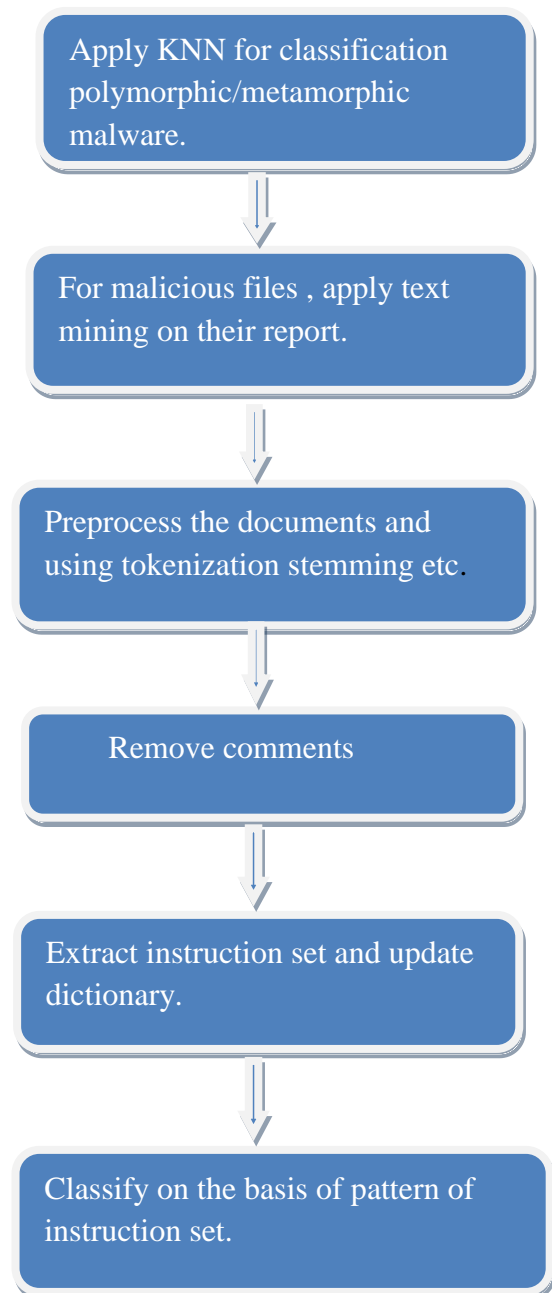 Apply KNN for classification
polymorphic/metamorphic
malware.
For malicious files , apply text
mining on their report.
Preprocess the documents and
using tokenization stemming etc.
Remove comments
Extract instruction set and update
dictionary.
Classify on the basis of pattern of
instruction set.